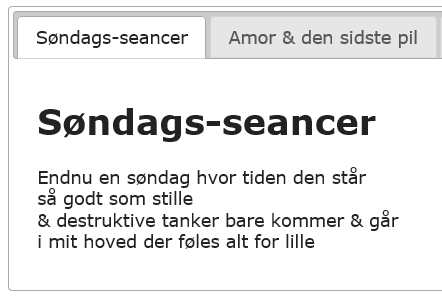 Søndags-seancer
Amor & den sidste pil
Søndags-seancer
Endnu en søndag hvor tiden den står
så godt som stille
& destruktive tanker bare kommer & går
i mit hoved der føles alt for lille